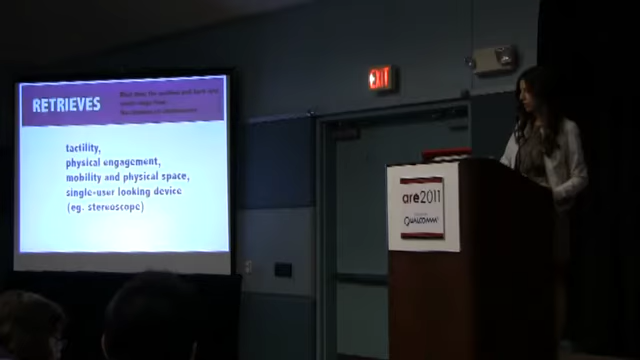 RETRIEVES
tactility,
physical engagement,
mobility and physical space,
single-user looking device
(eg. stereoscope)
EXIT
are2011
QUALCOMM